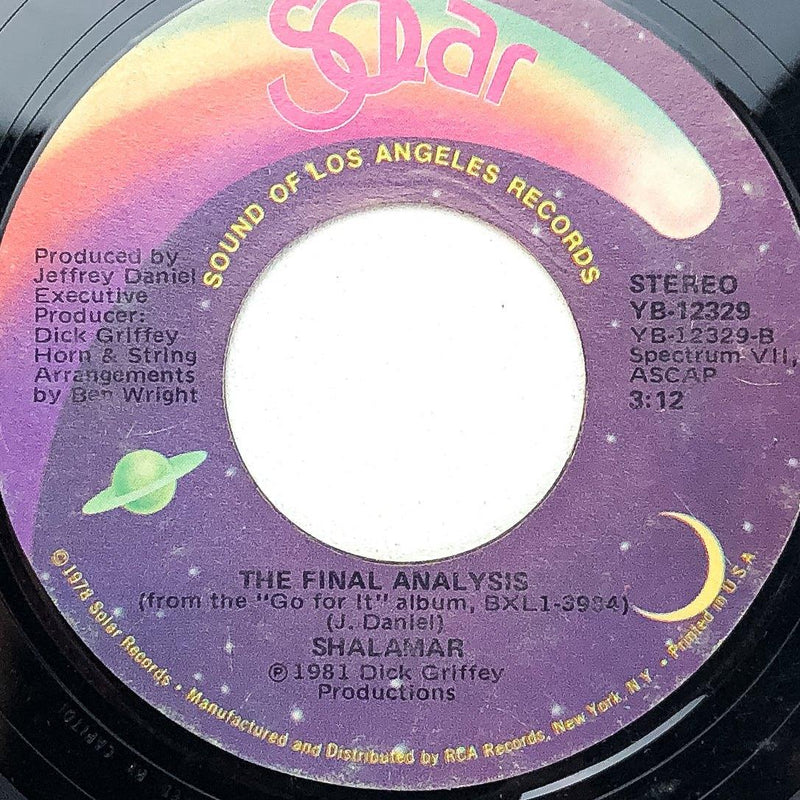 Solar
SOUND OF LOS ANGELES RECORDS
Produced by
Jeffrey Daniel
Executive
Producer:
Dick Griffey
Horn & String
Arrangements
by Ben Wright
STEREO
YB-12329
YB-12329-B
Spectrum VII,
ASCAP
3:12
THE FINAL ANALYSIS
(from the "Go for It" album, BXL1-3984)
(J. Daniel)
SHALAMAR
℗ 1981 Dick Griffey
Productions
© 1978 Solar Records • Manufactured and Distributed by RCA Records, New York, N.Y. • Printed in U.S.A